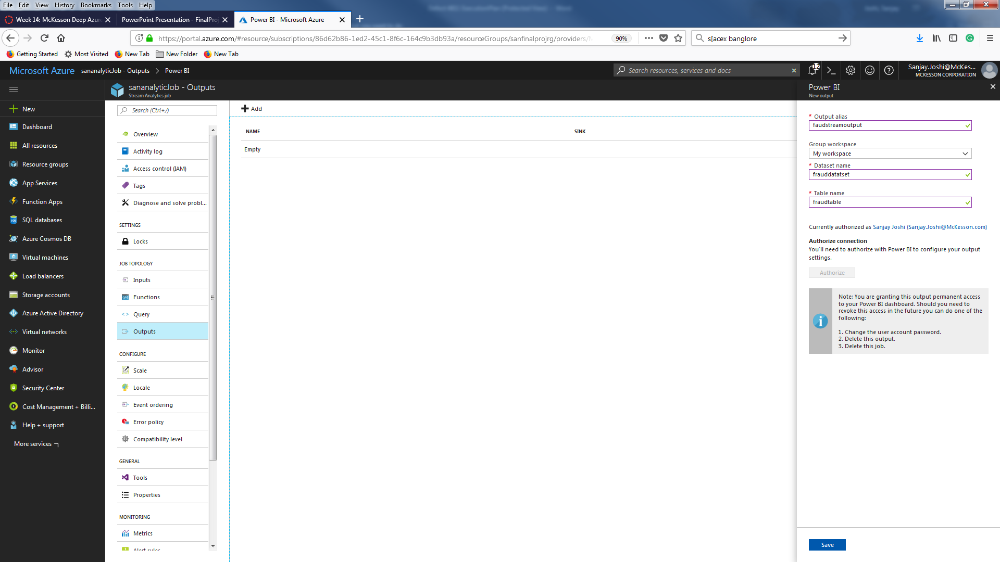 File Edit View History Bookmarks Tools Help
Week 14: McKesson Deep Azur
PowerPoint Presentation - FinalProj
Power BI - Microsoft Azure
https://portal.azure.com/#resource/subscriptions/86d62b86-1ed2-45c1-8f6c-164c9b3db93a/resourceGroups/sanfinalprojrg/providers/
90%
s[acex banglore
Getting Started
Most Visited
New Tab
New Folder
New Tab
Microsoft Azure
sananalyticJob - Outputs
Power BI
Search resources, services and docs
12
Sanjay.Joshi@McKes...
MCKESSON CORPORATION
New
Dashboard
All resources
Resource groups
App Services
Function Apps
SQL databases
Azure Cosmos DB
Virtual machines
Load balancers
Storage accounts
Azure Active Directory
Virtual networks
Monitor
Advisor
Security Center
Cost Management + Billi...
Help + support
More services
sananalyticJob - Outputs
Stream Analytics job
Search (Ctrl+/)
Overview
Activity log
Access control (IAM)
Tags
Diagnose and solve probl...
SETTINGS
Locks
JOB TOPOLOGY
Inputs
Functions
Query
Outputs
CONFIGURE
Scale
Locale
Event ordering
Error policy
Compatibility level
GENERAL
Tools
Properties
MONITORING
Metrics
Alert rules
Add
NAME
SINK
Empty
Power BI
New output
* Output alias
faudstreamoutput
Group workspace
My workspace
* Dataset name
frauddatatset
* Table name
fraudtable
Currently authorized as Sanjay Joshi (Sanjay.Joshi@McKesson.com)
Authorize connection
You'll need to authorize with Power BI to configure your output
settings.
Authorize
Note: You are granting this output permanent access
to your Power BI dashboard. Should you need to
revoke this access in the future you can do one of the
following:
1. Change the user account password.
2. Delete this output.
3. Delete this job.
Save